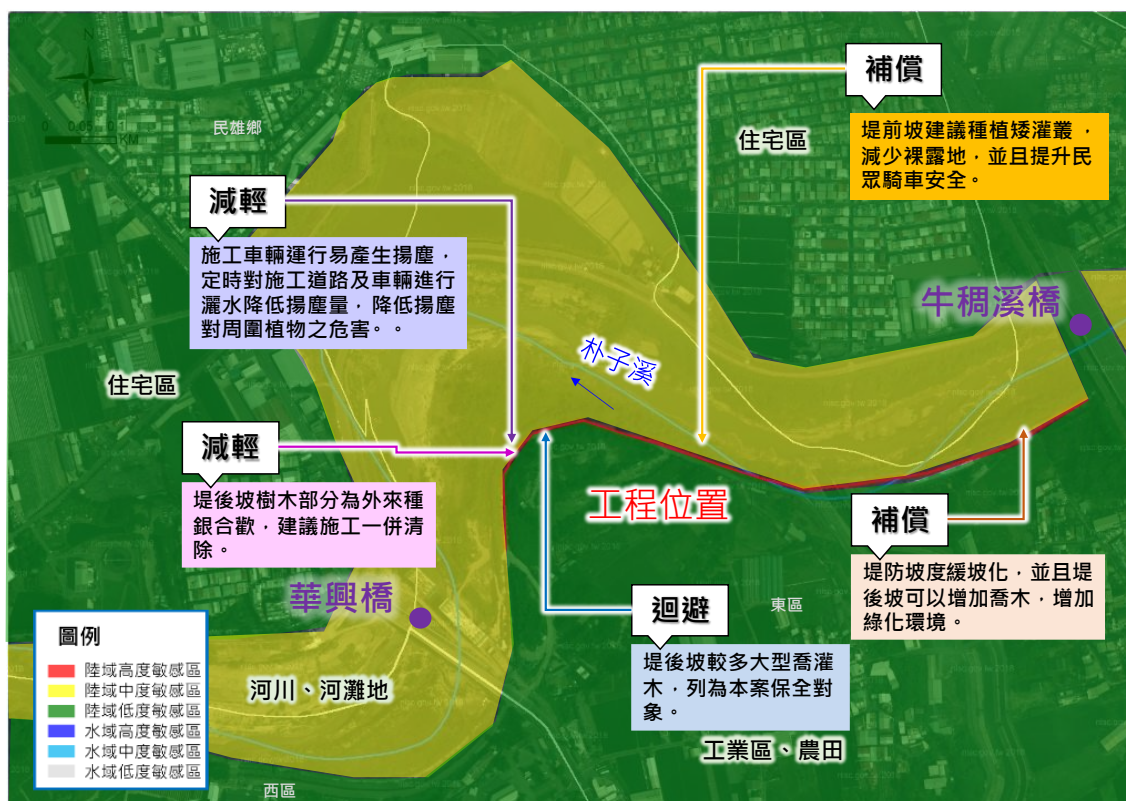 N
0 0.05 0.1
KM
民雄鄉
住宅區
補償
堤前坡建議種植矮灌叢，
減少裸露地，並且提升民
眾騎車安全。
減輕
施工車輛運行易產生揚塵，
定時對施工道路及車輛進行
灑水降低揚塵量，降低揚塵
對周圍植物之危害。。
牛稠溪橋
朴子溪
住宅區
減輕
堤後坡樹木部分為外來種
銀合歡，建議施工一併清
除。
工程位置
補償
堤防坡度緩坡化，並且堤
後坡可以增加喬木，增加
綠化環境。
華興橋
迴避
堤後坡較多大型喬灌
木，列為本案保全對
象。
東區
圖例
陸域高度敏感區
陸域中度敏感區
陸域低度敏感區
水域高度敏感區
水域中度敏感區
水域低度敏感區
河川、河灘地
工業區、農田
西區